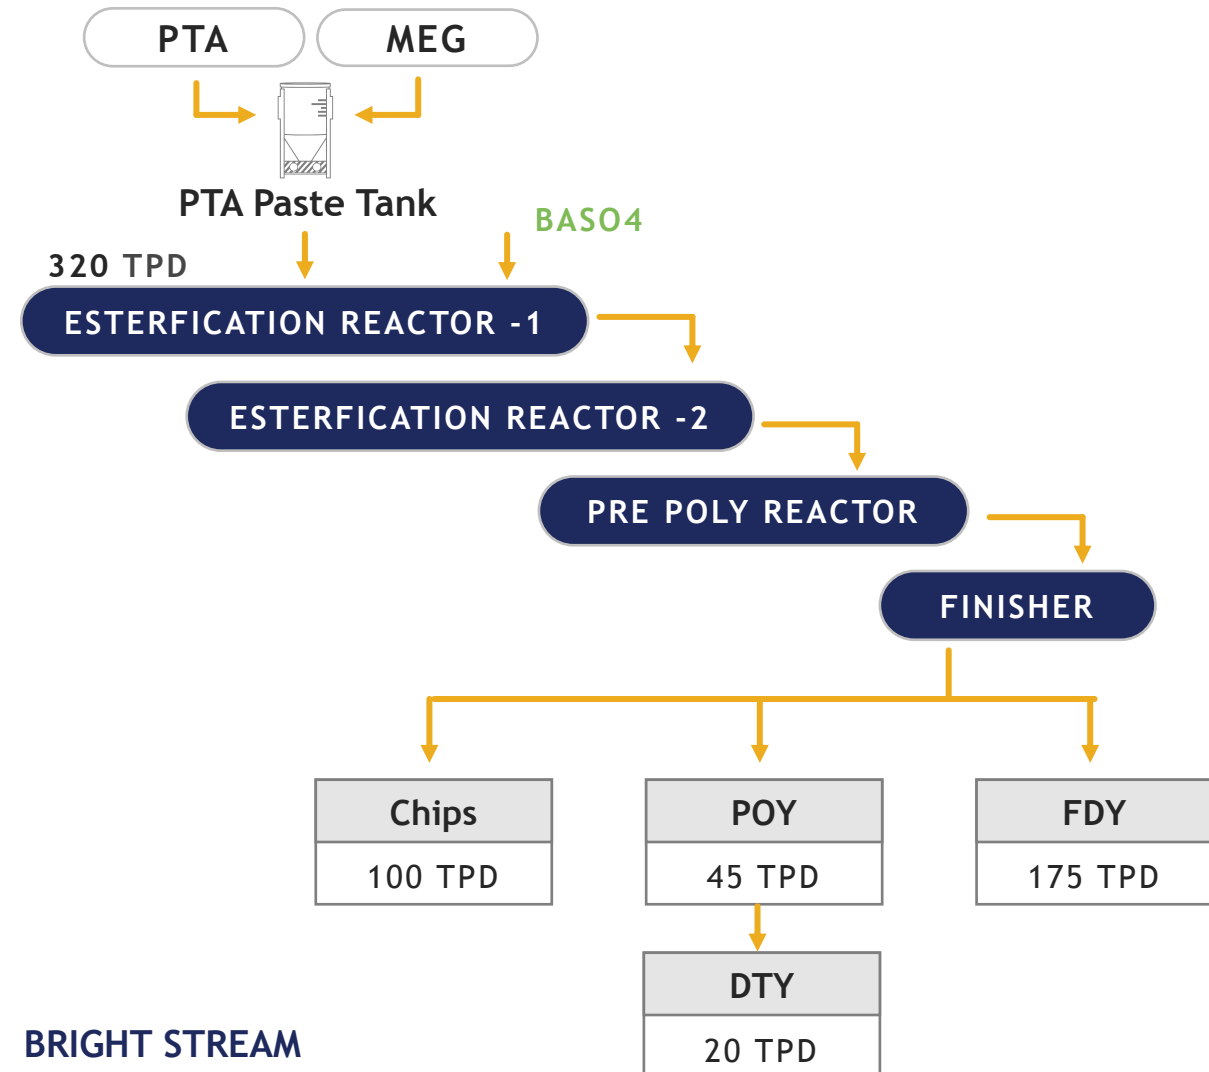 PTA
MEG
PTA Paste Tank
BASO4
320 TPD
ESTERFICATION REACTOR -1
ESTERFICATION REACTOR -2
PRE POLY REACTOR
FINISHER
Chips
POY
FDY
100 TPD
45 TPD
175 TPD
DTY
20 TPD
BRIGHT STREAM